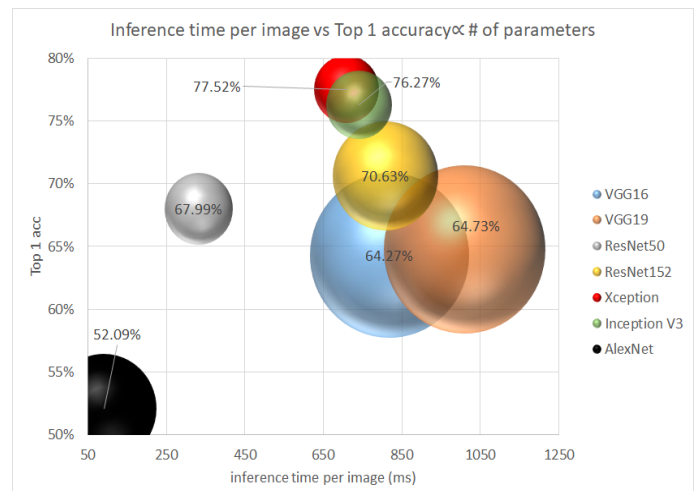 Inference time per image vs Top 1 accuracy∝ # of parameters
80%
75%
70%
65%
60%
55%
50%
Top 1 acc
77.52%
76.27%
70.63%
67.99%
64.73%
64.27%
52.09%
50
250
450
650
850
1050
1250
inference time per image (ms)
VGG16
VGG19
ResNet50
ResNet152
Xception
Inception V3
AlexNet